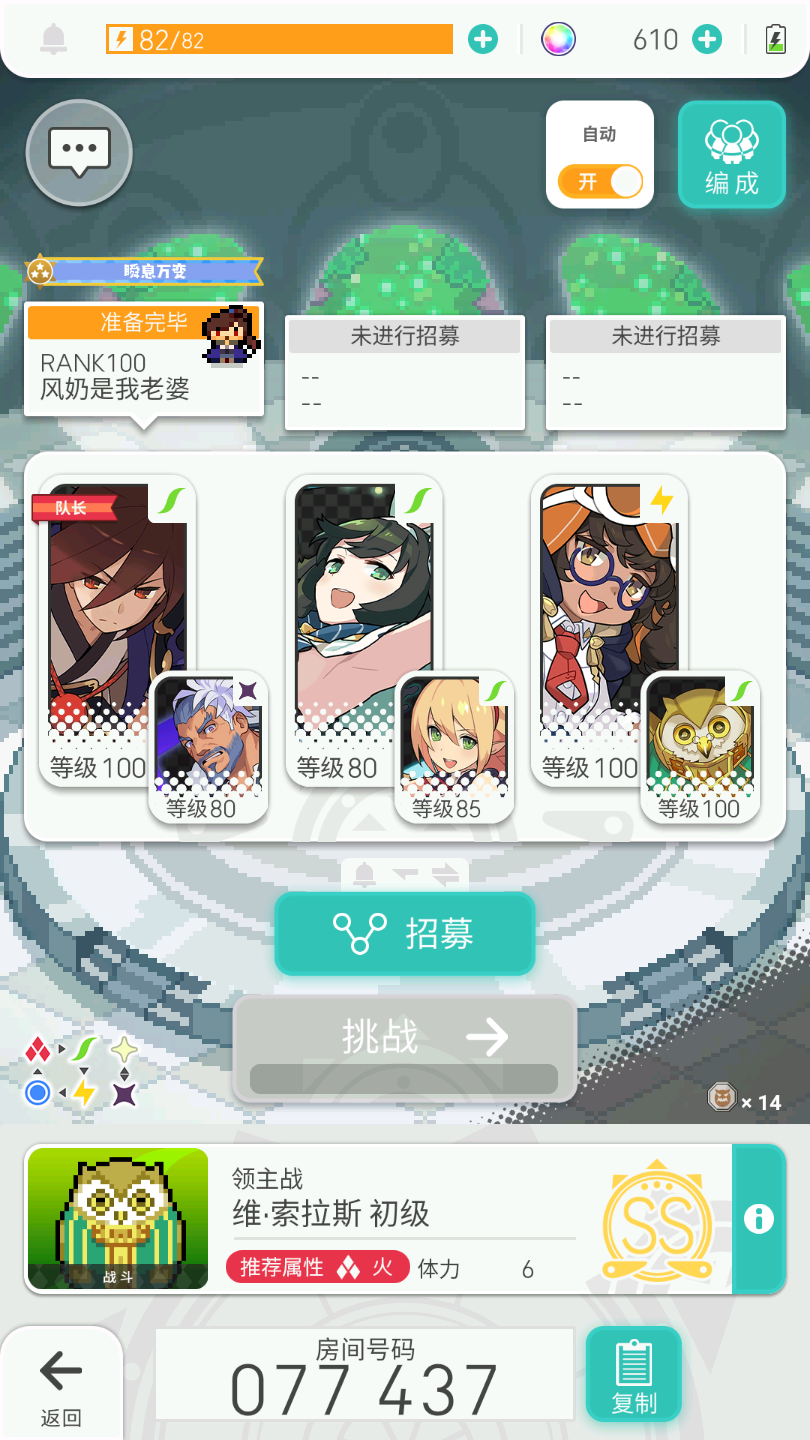 82/82
610
自动
开
编成
瞬息万变
准备完毕
RANK100
风奶是我老婆
未进行招募
--
--
未进行招募
--
--
队长
等级100
等级80
等级80
等级85
等级100
等级100
招募
挑战
× 14
领主战
维·索拉斯 初级
推荐属性 火 体力 6
战斗
SS
房间号码
077 437
返回
复制